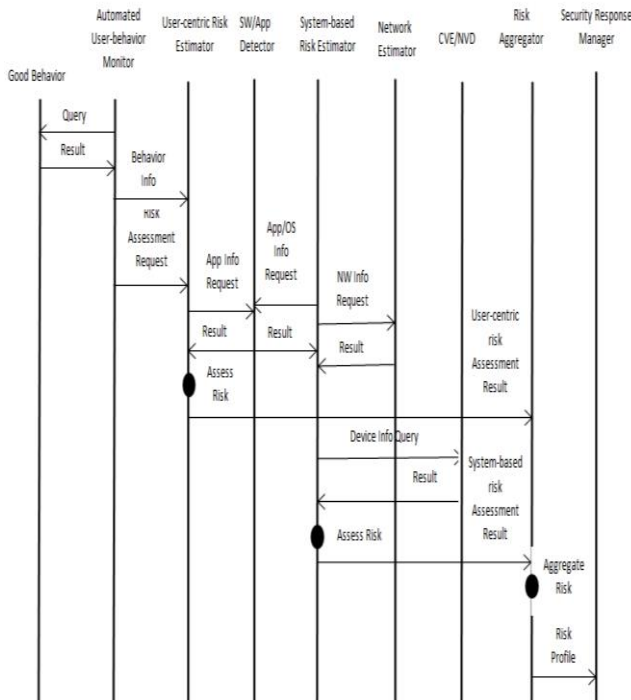 Good Behavior
Automated
User-behavior
Monitor
User-centric Risk
Estimator
SW/App
Detector
System-based
Risk Estimator
Network
Estimator
CVE/NVD
Risk
Aggregator
Security Response
Manager
Query
Result
Behavior
Info
Risk
Assessment
Request
App Info
Request
App/OS
Info
Request
NW Info
Request
Result
Result
Result
Assess
Risk
User-centric
risk
Assessment
Result
Device Info Query
Result
System-based
risk
Assessment
Result
Assess Risk
Aggregate
Risk
Risk
Profile